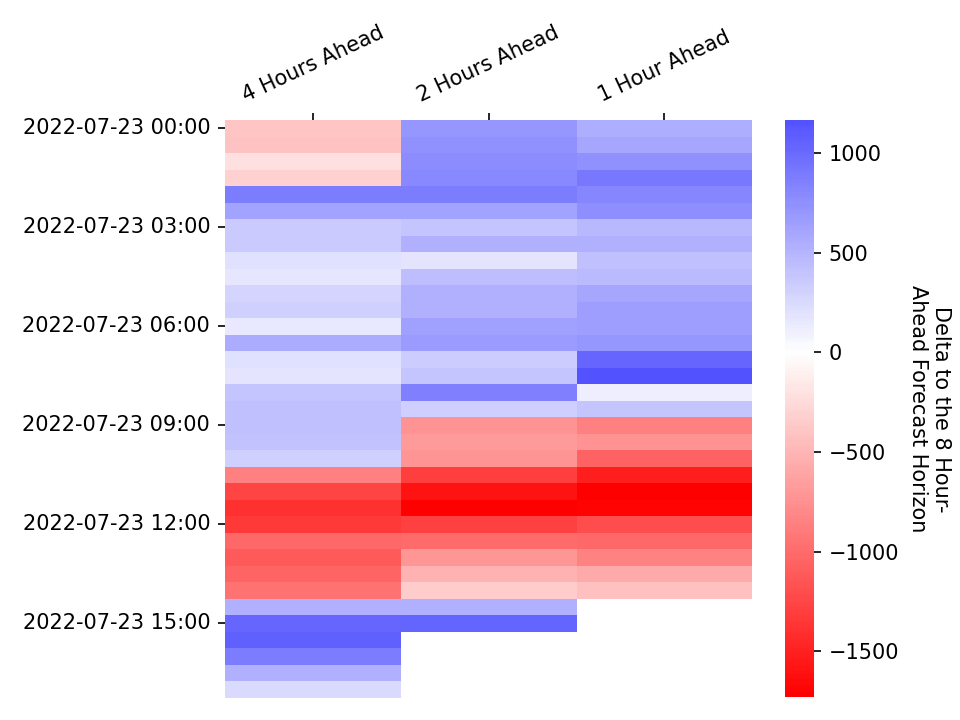 4 Hours Ahead
2 Hours Ahead
1 Hour Ahead
2022-07-23 00:00
2022-07-23 03:00
2022-07-23 06:00
2022-07-23 09:00
2022-07-23 12:00
2022-07-23 15:00
1000
500
0
−500
−1000
−1500
Delta to the 8 Hour-
Ahead Forecast Horizon